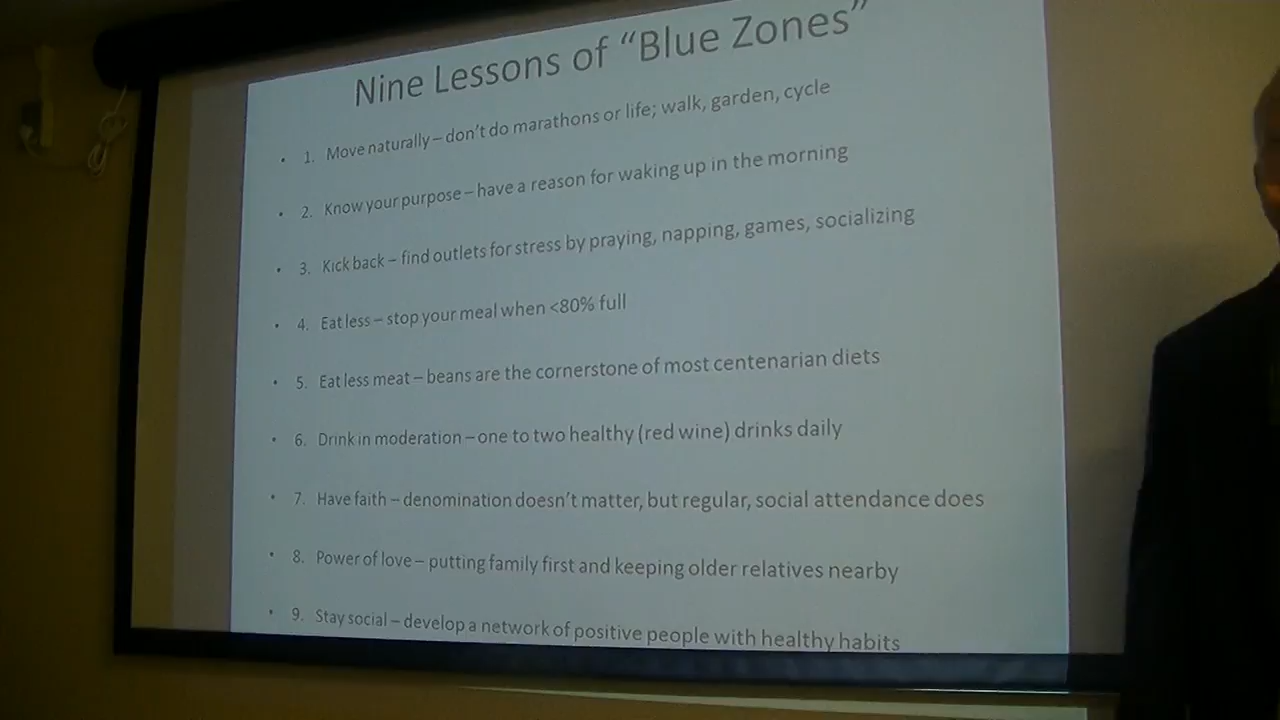 Nine Lessons of “Blue Zones”
• 1. Move naturally – don’t do marathons or life; walk, garden, cycle
• 2. Know your purpose – have a reason for waking up in the morning
• 3. Kick back – find outlets for stress by praying, napping, games, socializing
• 4. Eat less – stop your meal when <80% full
• 5. Eat less meat – beans are the cornerstone of most centenarian diets
• 6. Drink in moderation – one to two healthy (red wine) drinks daily
• 7. Have faith – denomination doesn’t matter, but regular, social attendance does
• 8. Power of love – putting family first and keeping older relatives nearby
• 9. Stay social – develop a network of positive people with healthy habits